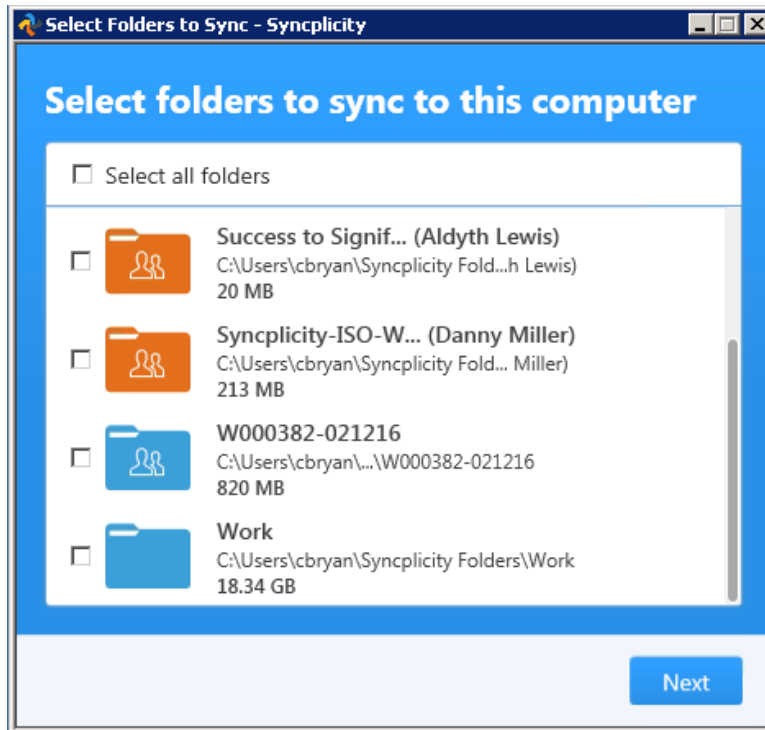 Select Folders to Sync - Syncplicity
Select folders to sync to this computer
Select all folders
Success to Signif... (Aldyth Lewis)
C:\Users\cbryan\Syncplicity Fold...h Lewis)
20 MB
Syncplicity-ISO-W... (Danny Miller)
C:\Users\cbryan\Syncplicity Fold... Miller)
213 MB
W000382-021216
C:\Users\cbryan\...\W000382-021216
820 MB
Work
C:\Users\cbryan\Syncplicity Folders\Work
18.34 GB
Next